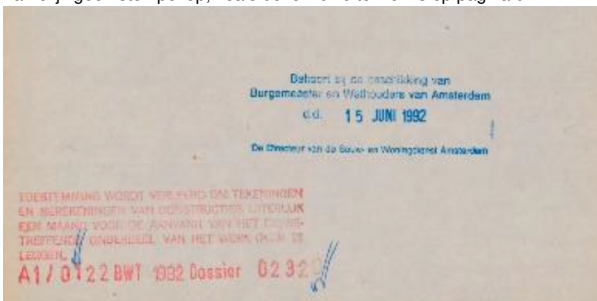 Behoort bij de beschikking van
Burgemeester en Wethouders van Amsterdam
d.d. 15 JUNI 1992
De Directeur van de Bouw- en Woningdienst Amsterdam
TOESTEMMING WORDT VERLEEND OM TEKENINGEN
EN BEREKENINGEN VAN CONSTRUCTIES UITERLIJK
EEN MAAND VOOR DE AANVANG VAN HET DESBE-
TREFFENDE ONDERDEEL VAN HET WERK OVER TE
LEGGEN.
A1/0122 BWT 1992 Dossier 0232